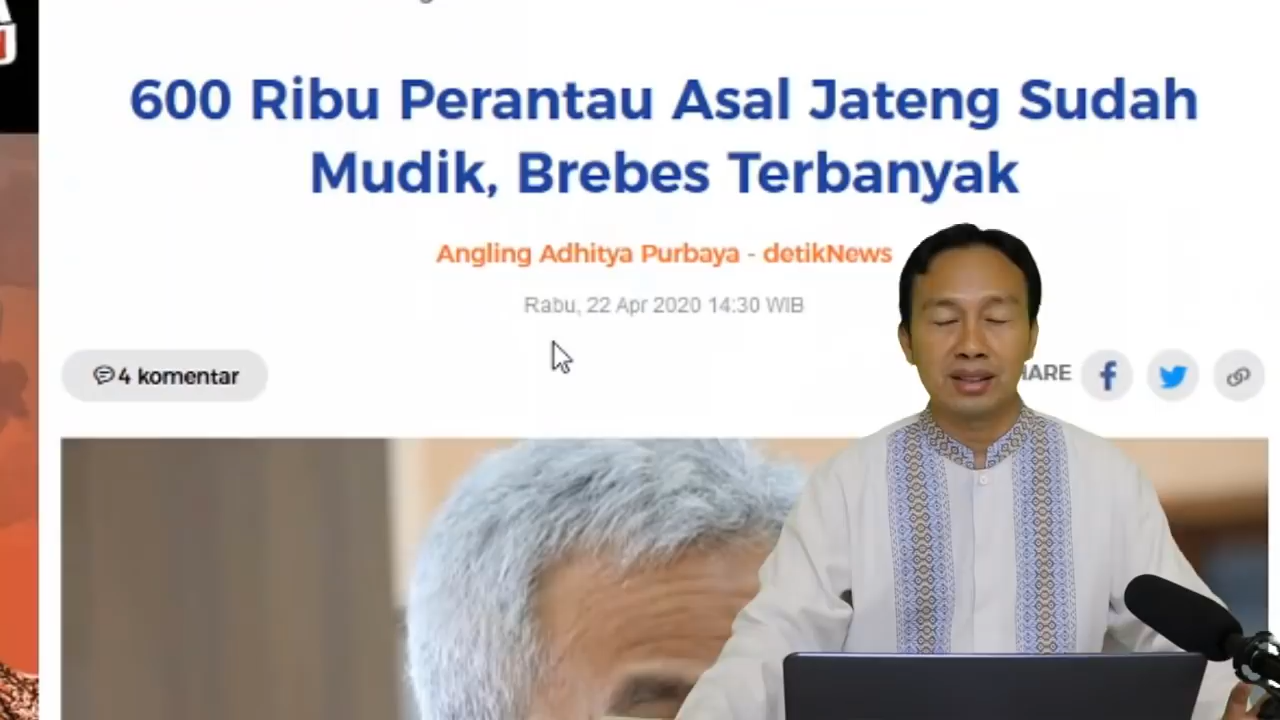 600 Ribu Perantau Asal Jateng Sudah
Mudik, Brebes Terbanyak
Angling Adhitya Purbaya - detikNews
Rabu, 22 Apr 2020 14:30 WIB
4 komentar